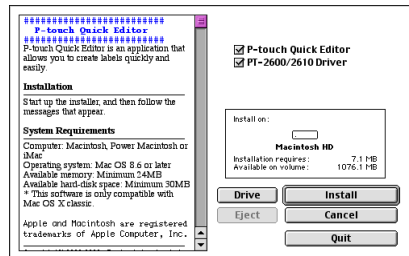 ########################
P-touch Quick Editor
########################
P-touch Quick Editor is an application that
allows you to create labels quickly and
easily.
Installation
Start up the installer, and then follow the
messages that appear.
System Requirements
Computer: Macintosh, Power Macintosh or
iMac
Operating system: Mac OS 8.6 or later
Available memory: Minimum 24MB
Available hard-disk space: Minimum 30MB
* This software is only compatible with
Mac OS X classic.
Apple and Macintosh are registered
trademarks of Apple Computer, Inc.
P-touch Quick Editor
PT-2600/2610 Driver
Install on:
Macintosh HD
Installation requires: 7.1 MB
Available on volume: 1076.1 MB
Drive
Install
Eject
Cancel
Quit